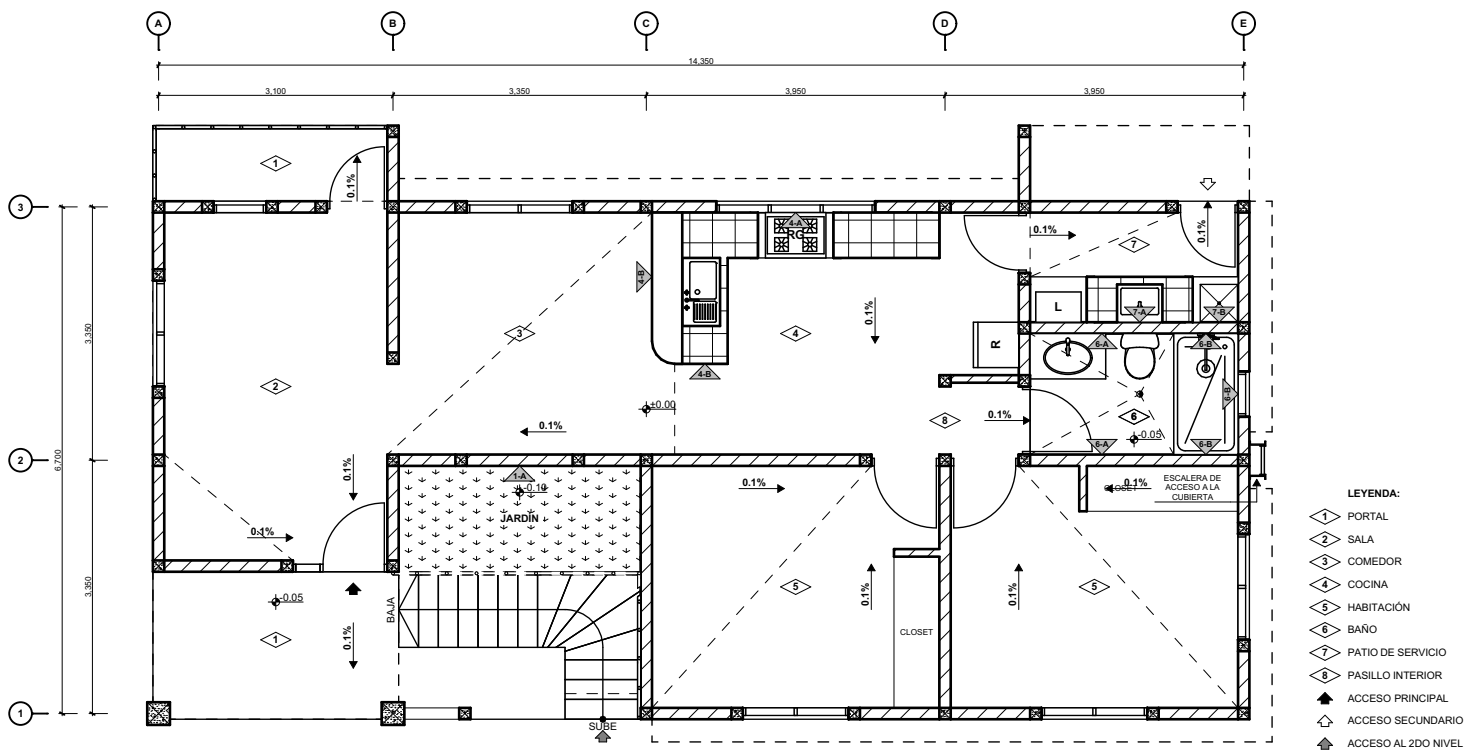 A B C D E
14,350
3,100 3,350 3,950 3,950
1
0.1%
3
4-A
RG
0.1%
7
0.1%
4-B
L
7-A
7-B
3,350
3
4
0.1%
R
6-A
6-B
2
4-B
6-B
±0.00
0.1%
8
0.1%
6
-0.05
6-A
6-B
2
6,700
0.1%
1-A
-0.10
0.1%
CLOSET
0.1%
ESCALERA DE
ACCESO A LA
CUBIERTA
JARDÍN
0.1%
3,350
-0.05
BAJA
5
0.1%
0.1%
5
1
0.1%
CLOSET
1
SUBE
LEYENDA:
1 PORTAL
2 SALA
3 COMEDOR
4 COCINA
5 HABITACIÓN
6 BAÑO
7 PATIO DE SERVICIO
8 PASILLO INTERIOR
ACCESO PRINCIPAL
ACCESO SECUNDARIO
ACCESO AL 2DO NIVEL